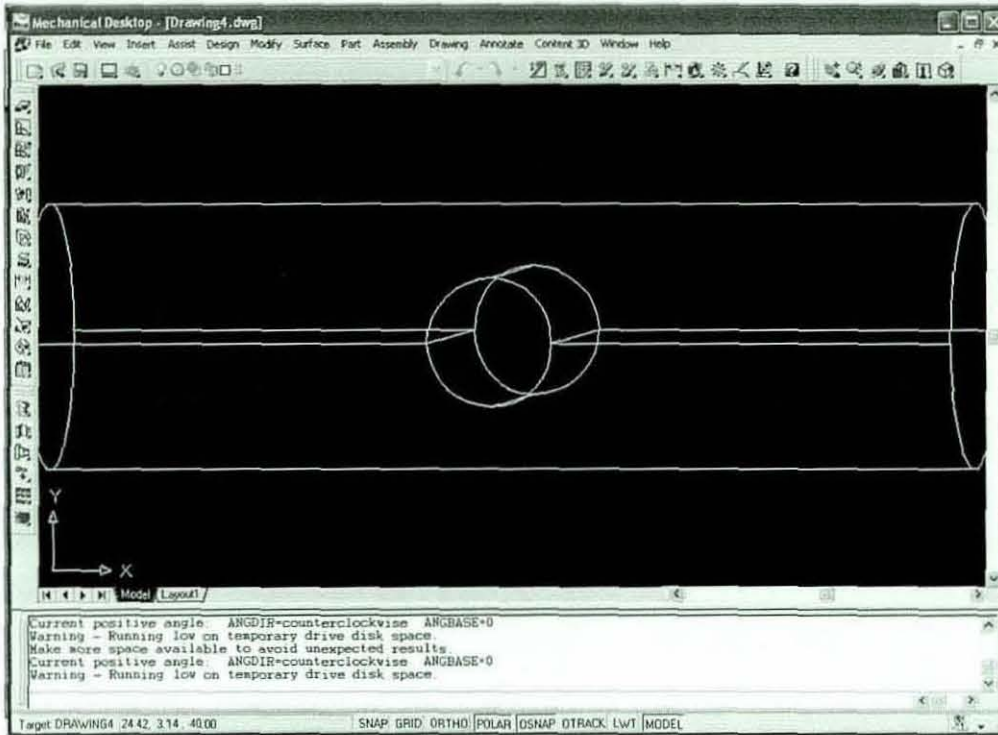 Mechanical Desktop - [Drawing4.dwg]
File Edit View Insert Assist Design Modify Surface Part Assembly Drawing Annotate Content 3D Window Help
Y
X
Model Layout1
Current positive angle: ANGDIR=counterclockwise ANGBASE=0
Warning - Running low on temporary drive disk space.
Make more space available to avoid unexpected results.
Current positive angle: ANGDIR=counterclockwise ANGBASE=0
Warning - Running low on temporary drive disk space.
Target: DRAWING4 24.42, 3.14 , 40.00 SNAP GRID ORTHO POLAR OSNAP OTRACK LWT MODEL